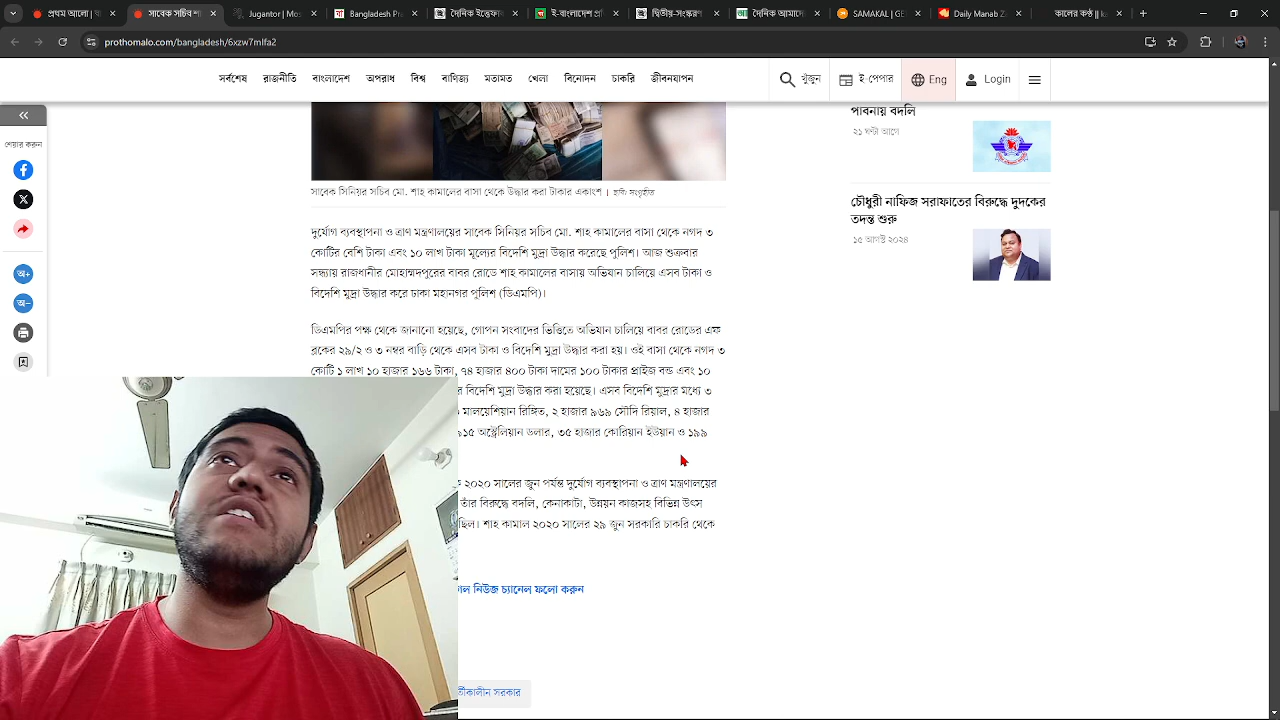 প্রথম আলো | বা
সাবেক সচিব শা
Jugantor | Mos
Bangladesh Pra
দৈনিক ইত্তেফাক
ই-বাংলাদেশ প্রি
দ্বিতীয়-সংস্করণ
দৈনিক আমাদে
SAMAKAL | GE
Daily Manab Z
কালের কণ্ঠ || ka
prothomalo.com/bangladesh/6xzw7mlfa2
সর্বশেষ রাজনীতি বাংলাদেশ অপরাধ বিশ্ব বাণিজ্য মতামত খেলা বিনোদন চাকরি জীবনযাপন
খুঁজুন
ই-পেপার
Eng
Login
শেয়ার করুন
অ+
অ-
সাবেক সিনিয়র সচিব মো. শাহ কামালের বাসা থেকে উদ্ধার করা টাকার একাংশ। ছবি: সংগৃহীত
দুর্যোগ ব্যবস্থাপনা ও ত্রাণ মন্ত্রণালয়ের সাবেক সিনিয়র সচিব মো. শাহ কামালের বাসা থেকে নগদ ৩
কোটির বেশি টাকা এবং ১০ লাখ টাকা মূল্যের বিদেশি মুদ্রা উদ্ধার করেছে পুলিশ। আজ শুক্রবার
সন্ধ্যায় রাজধানীর মোহাম্মদপুরের বাবর রোডে শাহ কামালের বাসায় অভিযান চালিয়ে এসব টাকা ও
বিদেশি মুদ্রা উদ্ধার করে ঢাকা মহানগর পুলিশ (ডিএমপি)।
ডিএমপির পক্ষ থেকে জানানো হয়েছে, গোপন সংবাদের ভিত্তিতে অভিযান চালিয়ে বাবর রোডের এফ
ব্লকের ২৯/২ ও ৩ নম্বর বাড়ি থেকে এসব টাকা ও বিদেশি মুদ্রা উদ্ধার করা হয়। ওই বাসা থেকে নগদ ৩
কোটি ১ লাখ ১০ হাজার ১৬৬ টাকা, ৭৪ হাজার ৪০০ টাকা দামের ১০০ টাকার প্রাইজ বন্ড এবং ১০
র বিদেশি মুদ্রা উদ্ধার করা হয়েছে। এসব বিদেশি মুদ্রার মধ্যে ৩
মালয়েশিয়ান রিঙ্গিত, ২ হাজার ৯৬৯ সৌদি রিয়াল, ৪ হাজার
৯১৫ অস্ট্রেলিয়ান ডলার, ৩৫ হাজার কোরিয়ান ইউয়ান ও ১৯৯
২০২০ সালের জুন পর্যন্ত দুর্যোগ ব্যবস্থাপনা ও ত্রাণ মন্ত্রণালয়ের
তাঁর বিরুদ্ধে বদলি, কেনাকাটা, উন্নয়ন কাজসহ বিভিন্ন উৎস
ছিল। শাহ কামাল ২০২০ সালের ২৯ জুন সরকারি চাকরি থেকে
গল নিউজ চ্যানেল ফলো করুন
র্তীকালীন সরকার
পাবনায় বদলি
২১ ঘণ্টা আগে
চৌধুরী নাফিজ সরাফাতের বিরুদ্ধে দুদকের
তদন্ত শুরু
১৫ আগস্ট ২০২৪